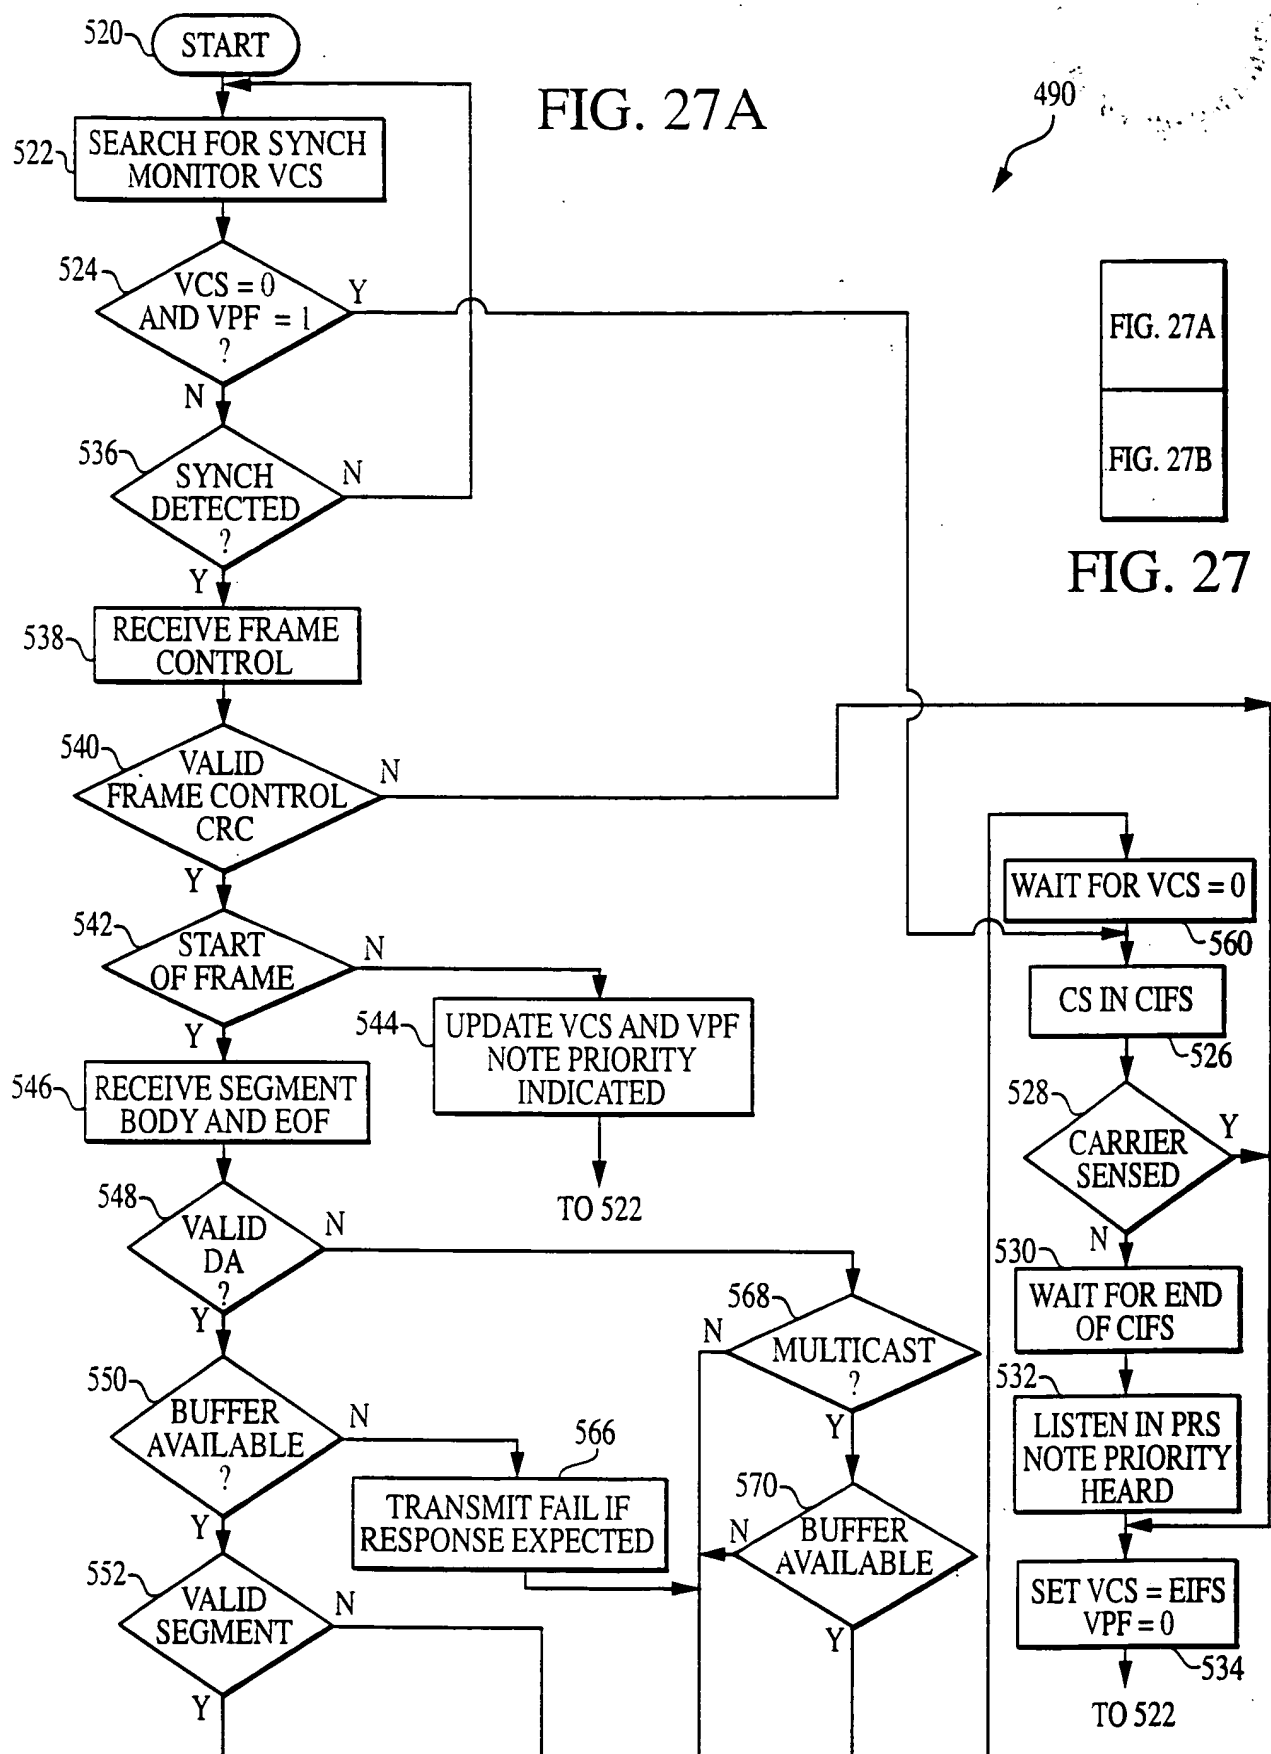 520
START
FIG. 27A
490
522
SEARCH FOR SYNCH
MONITOR VCS
524
VCS = 0
AND VPF = 1
?
Y
N
FIG. 27A
FIG. 27B
FIG. 27
536
SYNCH
DETECTED
?
N
Y
538
RECEIVE FRAME
CONTROL
540
VALID
FRAME CONTROL
CRC
N
Y
WAIT FOR VCS = 0
560
542
START
OF FRAME
N
Y
CS IN CIFS
526
544
UPDATE VCS AND VPF
NOTE PRIORITY
INDICATED
TO 522
546
RECEIVE SEGMENT
BODY AND EOF
528
CARRIER
SENSED
Y
N
548
VALID
DA
?
N
Y
530
WAIT FOR END
OF CIFS
568
MULTICAST
?
N
Y
532
LISTEN IN PRS
NOTE PRIORITY
HEARD
550
BUFFER
AVAILABLE
?
N
Y
566
TRANSMIT FAIL IF
RESPONSE EXPECTED
570
BUFFER
AVAILABLE
N
Y
552
VALID
SEGMENT
N
Y
SET VCS = EIFS
VPF = 0
534
TO 522